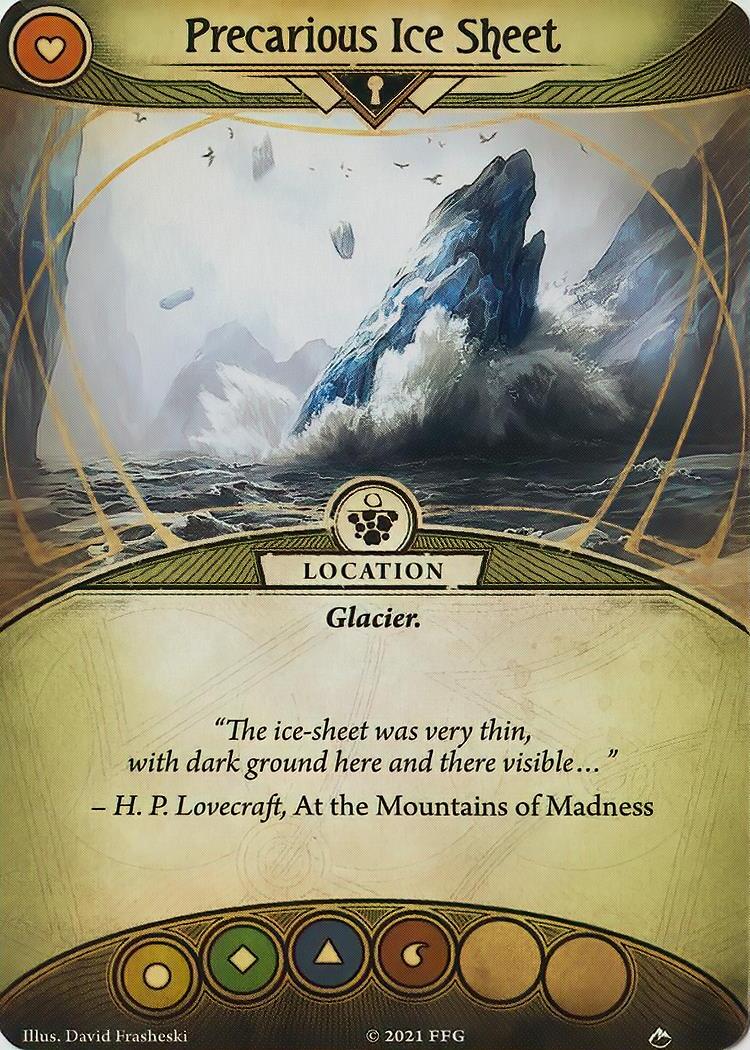 Precarious Ice Sheet
LOCATION
Glacier.
“The ice-sheet was very thin,
with dark ground here and there visible…”
– H. P. Lovecraft, At the Mountains of Madness
Illus. David Frasheski
© 2021 FFG